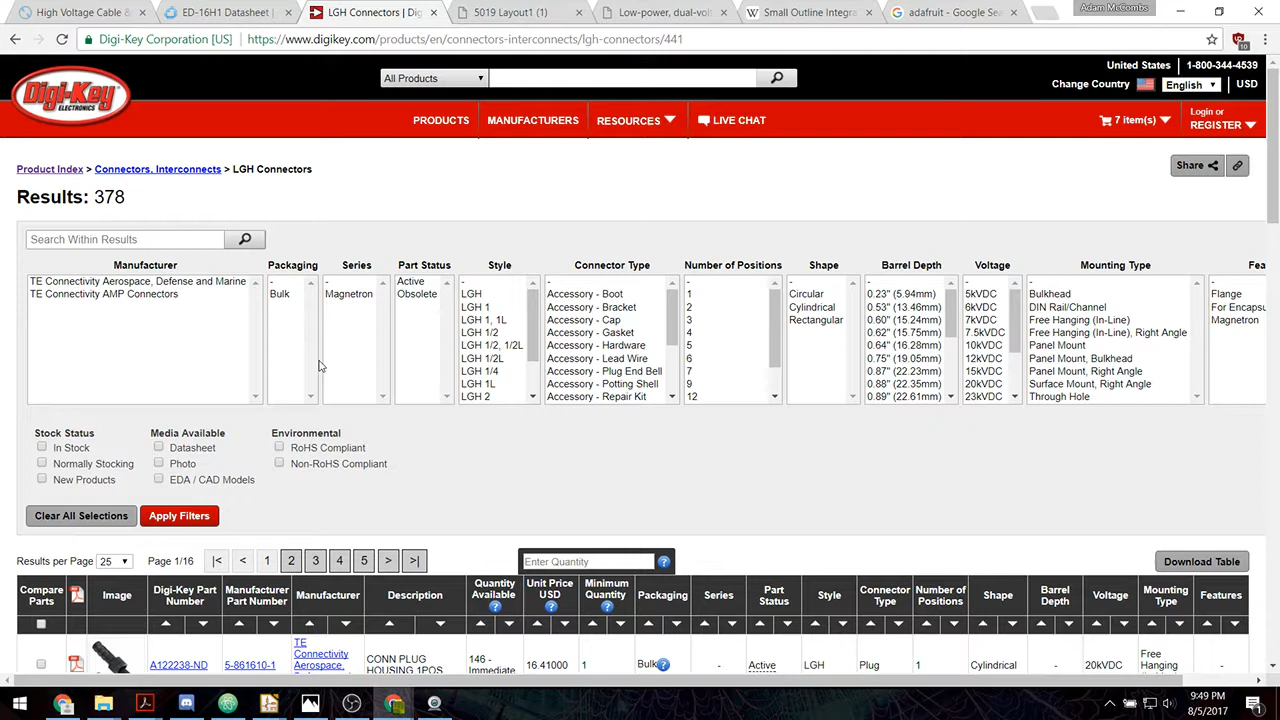 High Voltage Cable &
ED-16H1 Datasheet |
LGH Connectors | Dig
5019 Layout1 (1)
Low-power, dual-vol
Small Outline Integra
adafruit - Google Sea
Adam McCombs
Digi-Key Corporation [US]
https://www.digikey.com/products/en/connectors-interconnects/lgh-connectors/441
10
United States
1-800-344-4539
Digi-Key
ELECTRONICS
All Products
Change Country
English
USD
PRODUCTS
MANUFACTURERS
RESOURCES
LIVE CHAT
7 item(s)
Login or
REGISTER
Product Index > Connectors, Interconnects > LGH Connectors
Share
Results: 378
Search Within Results
Manufacturer
TE Connectivity Aerospace, Defense and Marine
TE Connectivity AMP Connectors
Packaging
-
Bulk
Series
-
Magnetron
Part Status
Active
Obsolete
Style
-
LGH
LGH 1
LGH 1, 1L
LGH 1/2
LGH 1/2, 1/2L
LGH 1/2L
LGH 1/4
LGH 1L
LGH 2
Connector Type
-
Accessory - Boot
Accessory - Bracket
Accessory - Cap
Accessory - Gasket
Accessory - Hardware
Accessory - Lead Wire
Accessory - Plug End Bell
Accessory - Potting Shell
Accessory - Repair Kit
Number of Positions
-
1
2
3
4
5
6
7
9
12
Shape
-
Circular
Cylindrical
Rectangular
Barrel Depth
-
0.23" (5.94mm)
0.53" (13.46mm)
0.60" (15.24mm)
0.62" (15.75mm)
0.64" (16.28mm)
0.75" (19.05mm)
0.87" (22.23mm)
0.88" (22.35mm)
0.89" (22.61mm)
Voltage
-
5kVDC
6kVDC
7kVDC
7.5kVDC
10kVDC
12kVDC
15kVDC
20kVDC
23kVDC
Mounting Type
-
Bulkhead
DIN Rail/Channel
Free Hanging (In-Line)
Free Hanging (In-Line), Right Angle
Panel Mount
Panel Mount, Bulkhead
Panel Mount, Right Angle
Surface Mount, Right Angle
Through Hole
Fea
-
Flange
For Encapsu
Magnetron
Stock Status
In Stock
Normally Stocking
New Products
Media Available
Datasheet
Photo
EDA / CAD Models
Environmental
RoHS Compliant
Non-RoHS Compliant
Clear All Selections
Apply Filters
Results per Page
25
Page 1/16
|<
<
1
2
3
4
5
>
>|
Enter Quantity
?
Download Table
Compare
Parts
Image
Digi-Key Part
Number
Manufacturer
Part Number
Manufacturer
Description
Quantity
Available
?
Unit Price
USD
?
Minimum
Quantity
?
Packaging
Series
Part
Status
Style
Connector
Type
Number of
Positions
Shape
Barrel
Depth
Voltage
Mounting
Type
Features
A122238-ND
5-861610-1
TE
Connectivity
Aerospace,
CONN PLUG
HOUSING 1POS
146 -
Immediate
16.41000
1
Bulk
?
-
Active
LGH
Plug
1
Cylindrical
-
20kVDC
Free
Hanging
-
9:49 PM
8/5/2017